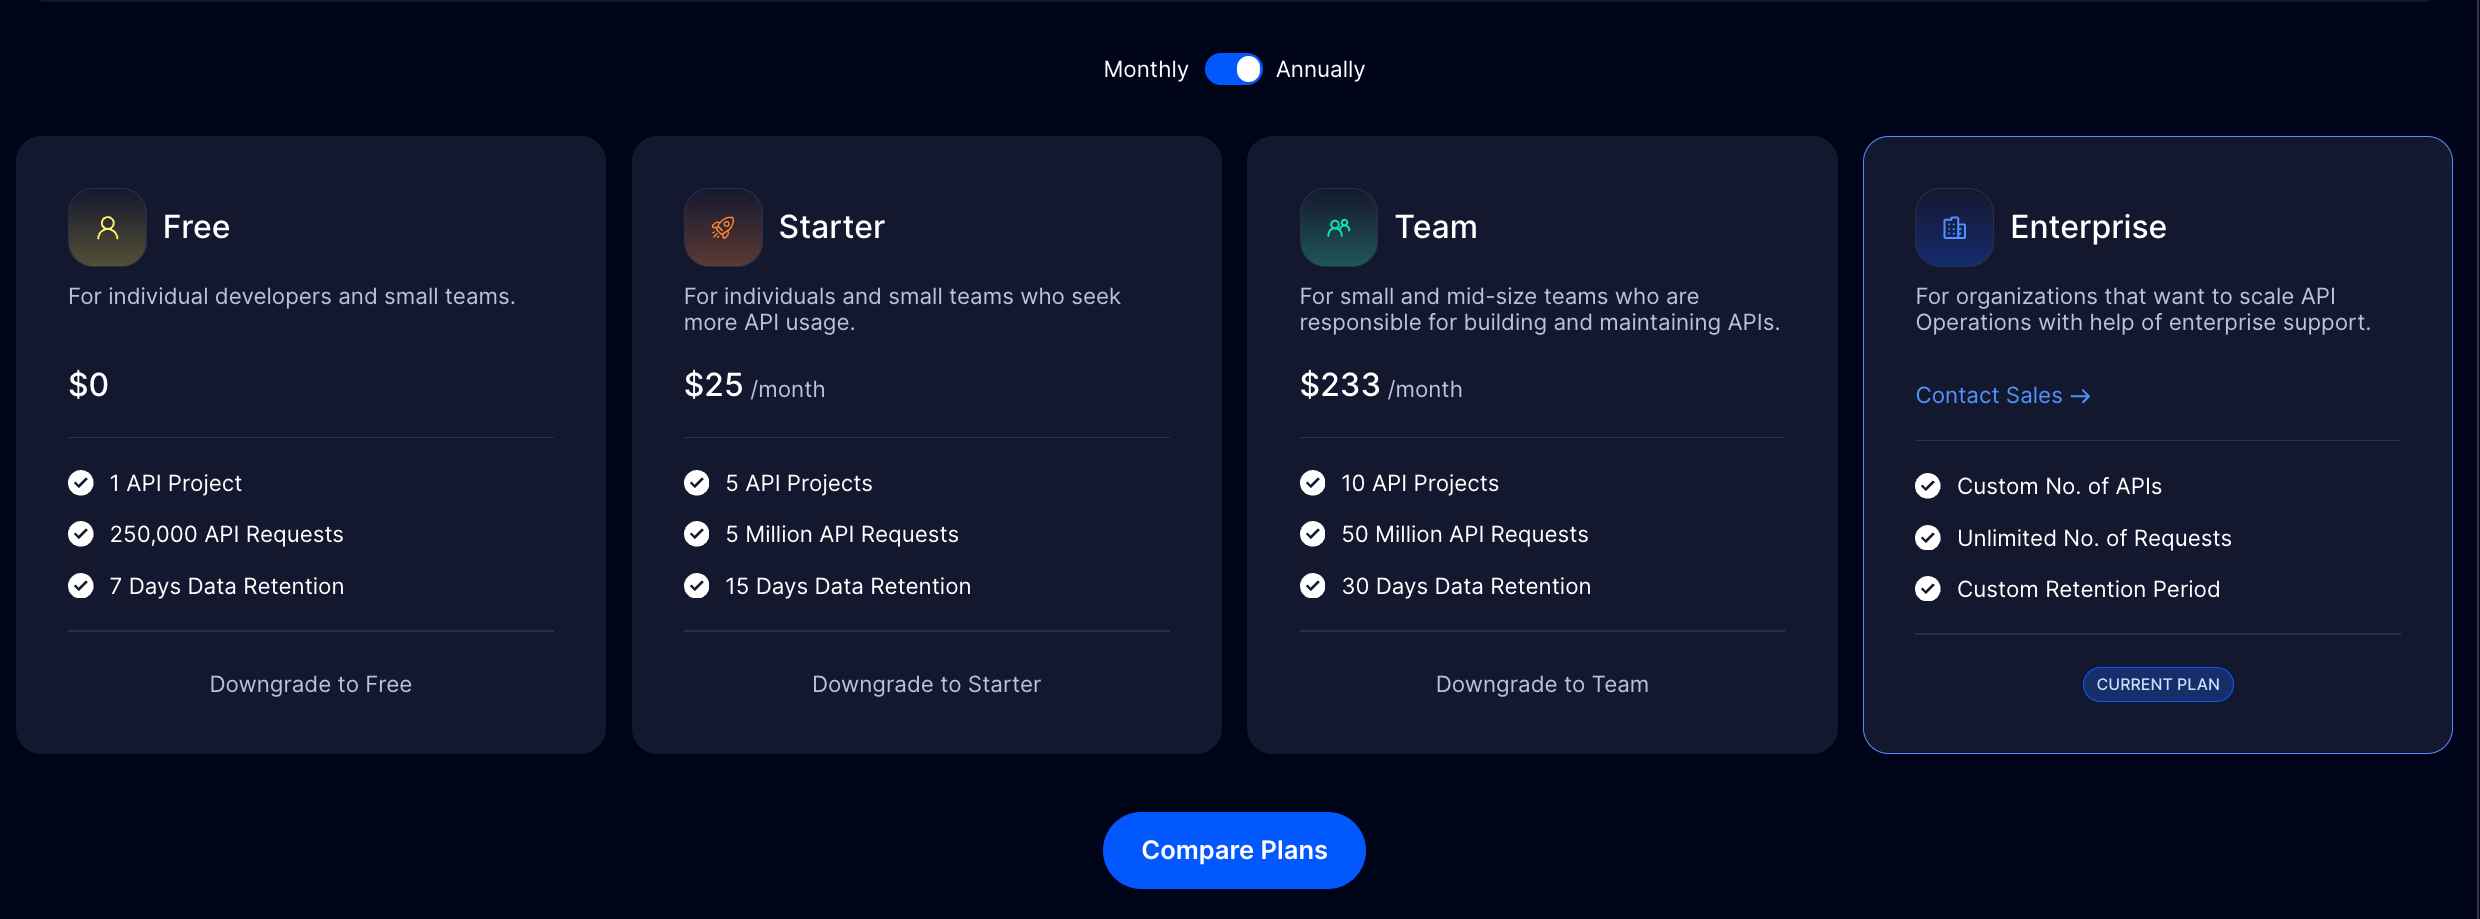 Monthly Annually
Free
For individual developers and small teams.
$0
1 API Project
250,000 API Requests
7 Days Data Retention
Downgrade to Free
Starter
For individuals and small teams who seek
more API usage.
$25 /month
5 API Projects
5 Million API Requests
15 Days Data Retention
Downgrade to Starter
Team
For small and mid-size teams who are
responsible for building and maintaining APIs.
$233 /month
10 API Projects
50 Million API Requests
30 Days Data Retention
Downgrade to Team
Enterprise
For organizations that want to scale API
Operations with help of enterprise support.
Contact Sales →
Custom No. of APIs
Unlimited No. of Requests
Custom Retention Period
CURRENT PLAN
Compare Plans